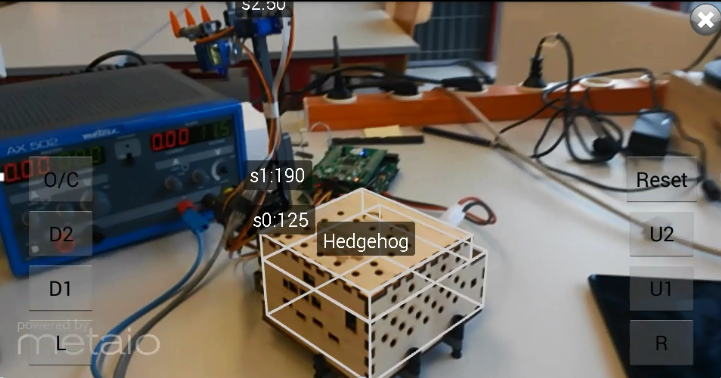 s2:50
AX 502
metrix
0.00
0.00
O/C
s1:190
Reset
D2
s0:125
U2
Hedgehog
D1
U1
powered by
metaio
L
R